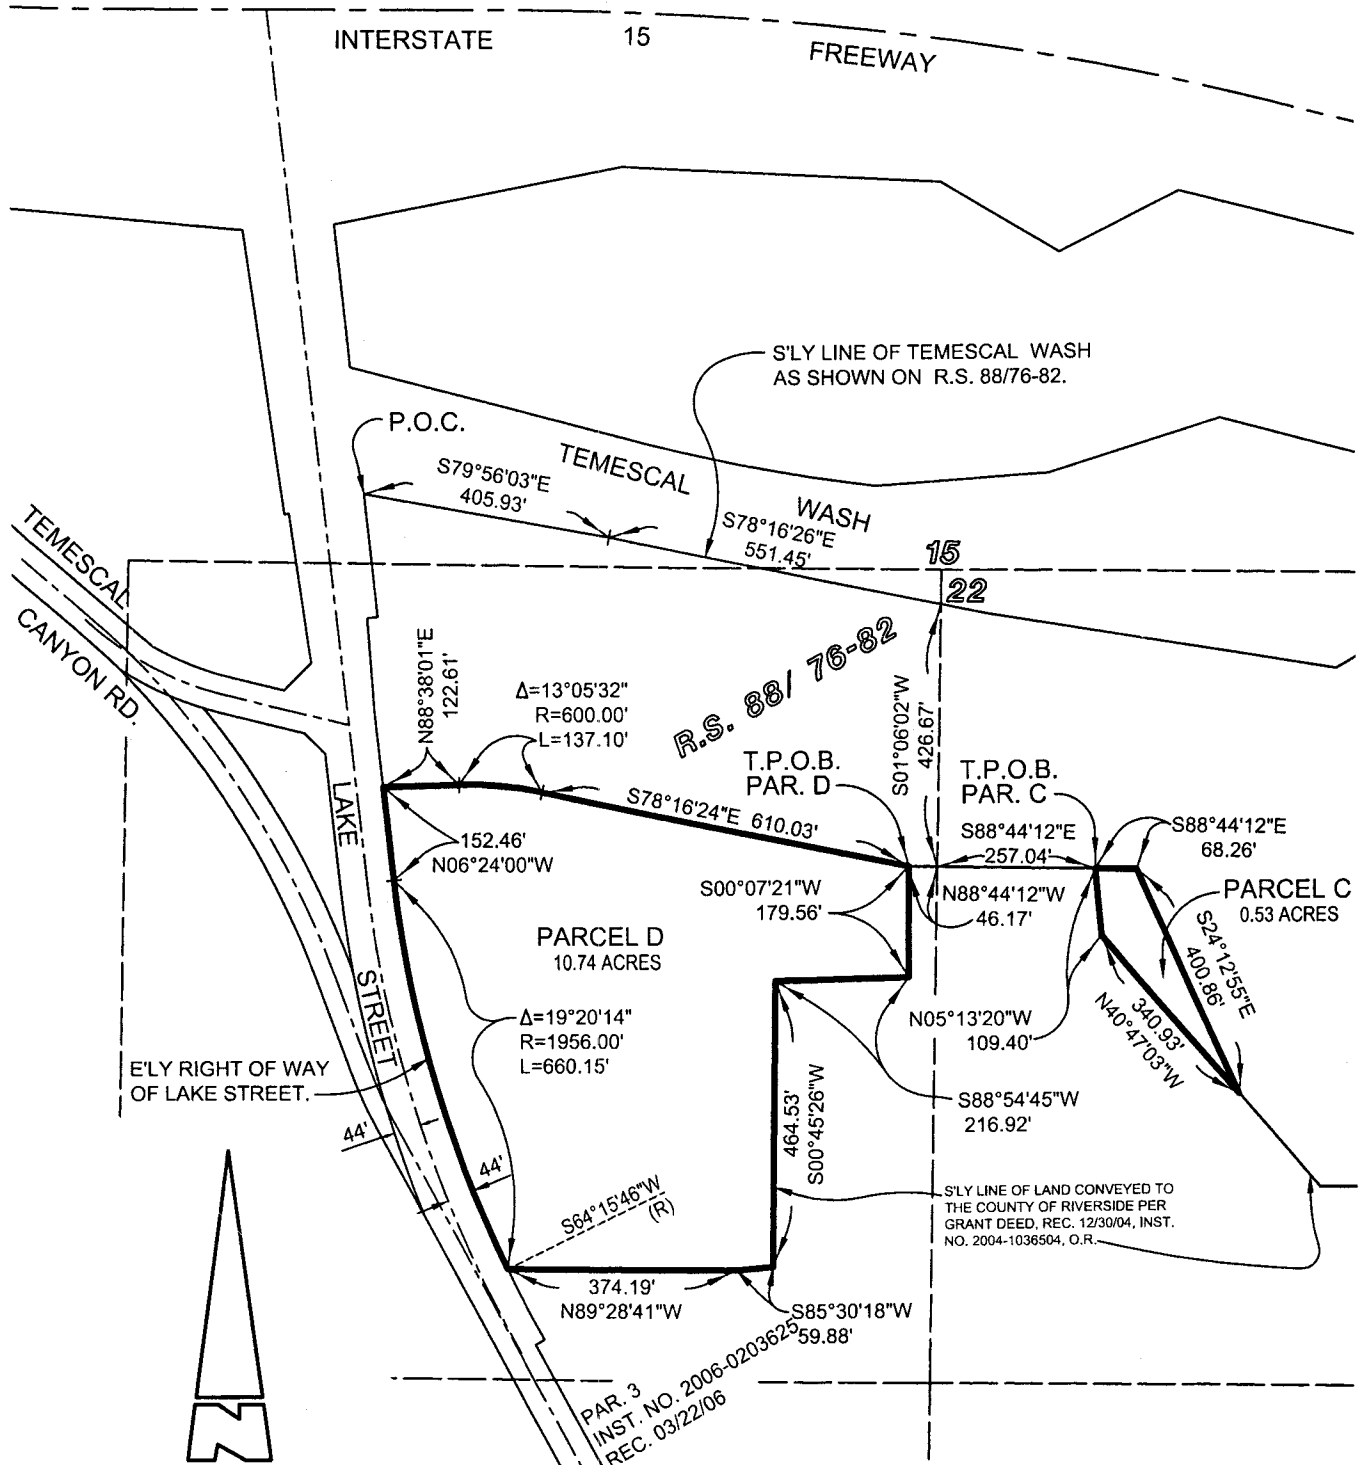 INTERSTATE 15 FREEWAY
S'LY LINE OF TEMESCAL WASH
AS SHOWN ON R.S. 88/76-82.
P.O.C.
S79°56'03"E
405.93'
TEMESCAL WASH
S78°16'26"E
551.45'
15
22
TEMESCAL
CANYON RD.
R.S. 88/ 76-82
N88°38'01"E
122.61'
Δ=13°05'32"
R=600.00'
L=137.10'
S01°06'02"W
426.67'
T.P.O.B.
PAR. D
T.P.O.B.
PAR. C
S78°16'24"E 610.03'
S88°44'12"E
257.04'
S88°44'12"E
68.26'
LAKE STREET
152.46'
N06°24'00"W
S00°07'21"W
179.56'
N88°44'12"W
46.17'
PARCEL C
0.53 ACRES
S24°12'55"E
400.86'
PARCEL D
10.74 ACRES
340.93'
N40°47'03"W
N05°13'20"W
109.40'
Δ=19°20'14"
R=1956.00'
L=660.15'
E'LY RIGHT OF WAY
OF LAKE STREET.
S88°54'45"W
216.92'
464.53'
S00°45'26"W
44'
44'
S64°15'46"W
(R)
S'LY LINE OF LAND CONVEYED TO
THE COUNTY OF RIVERSIDE PER
GRANT DEED, REC. 12/30/04, INST.
NO. 2004-1036504, O.R.
374.19'
N89°28'41"W
S85°30'18"W
59.88'
PAR. 3
INST. NO. 2006-0203625
REC. 03/22/06
N